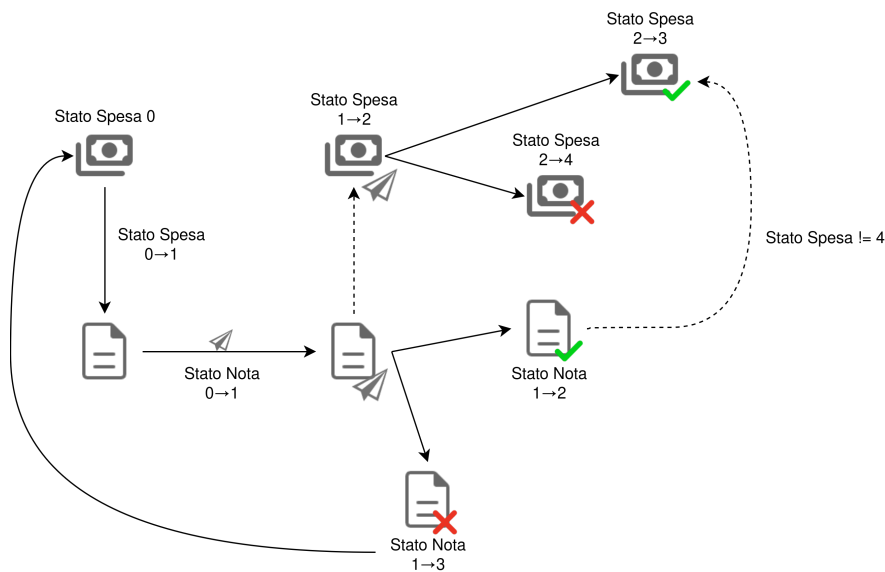 Stato Spesa
2→3
Stato Spesa
1→2
Stato Spesa 0
Stato Spesa
2→4
Stato Spesa
0→1
Stato Spesa != 4
Stato Nota
0→1
Stato Nota
1→2
Stato Nota
1→3